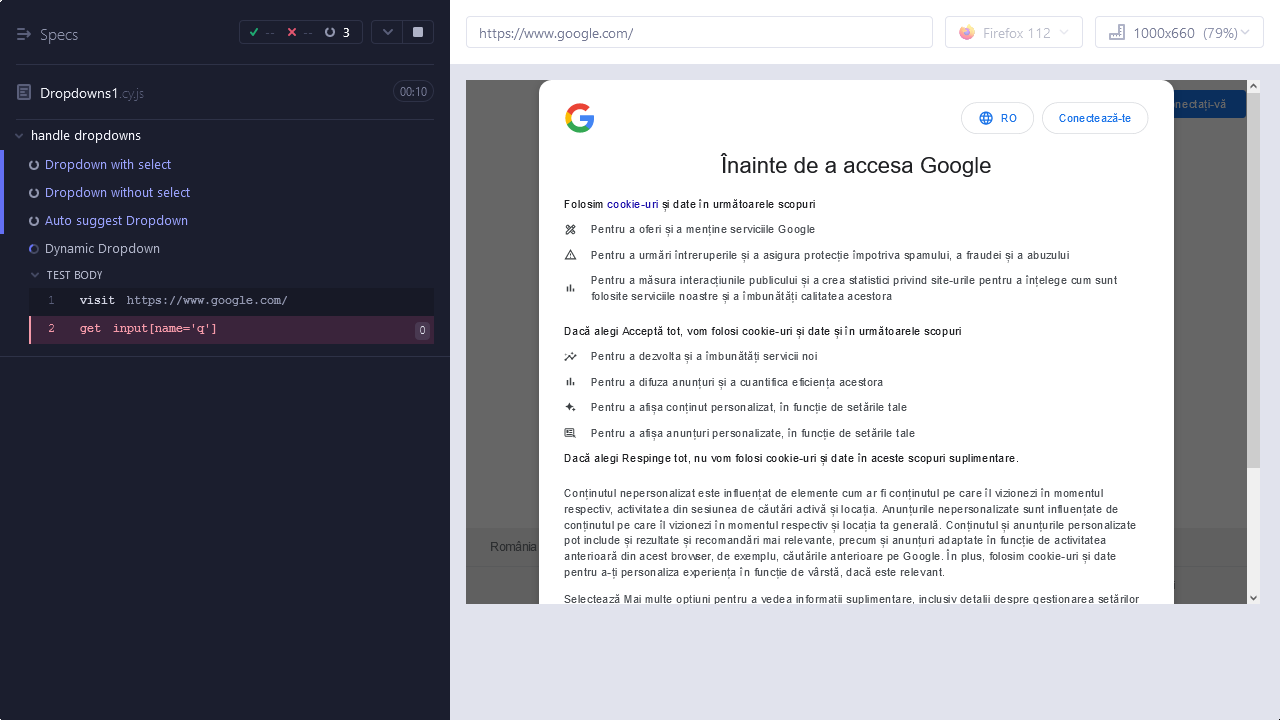 Specs
-- -- 3
Dropdowns1.cy.js
00:10
handle dropdowns
Dropdown with select
Dropdown without select
Auto suggest Dropdown
Dynamic Dropdown
TEST BODY
1 visit https://www.google.com/
2 get input[name='q'] 0
https://www.google.com/
Firefox 112
1000x660 (79%)
nectați-vă
RO
Conectează-te
Înainte de a accesa Google
Folosim cookie-uri și date în următoarele scopuri
Pentru a oferi și a menține serviciile Google
Pentru a urmări întreruperile și a asigura protecție împotriva spamului, a fraudei și a abuzului
Pentru a măsura interacțiunile publicului și a crea statistici privind site-urile pentru a înțelege cum sunt
folosite serviciile noastre și a îmbunătăți calitatea acestora
Dacă alegi Acceptă tot, vom folosi cookie-uri și date și în următoarele scopuri
Pentru a dezvolta și a îmbunătăți servicii noi
Pentru a difuza anunțuri și a cuantifica eficiența acestora
Pentru a afișa conținut personalizat, în funcție de setările tale
Pentru a afișa anunțuri personalizate, în funcție de setările tale
Dacă alegi Respinge tot, nu vom folosi cookie-uri și date în aceste scopuri suplimentare.
Conținutul nepersonalizat este influențat de elemente cum ar fi conținutul pe care îl vizionezi în momentul
respectiv, activitatea din sesiunea de căutări activă și locația. Anunțurile nepersonalizate sunt influențate de
conținutul pe care îl vizionezi în momentul respectiv și locația ta generală. Conținutul și anunțurile personalizate
pot include și rezultate și recomandări mai relevante, precum și anunțuri adaptate în funcție de activitatea
anterioară din acest browser, de exemplu, căutările anterioare pe Google. În plus, folosim cookie-uri și date
pentru a-ți personaliza experiența în funcție de vârstă, dacă este relevant.
Selectează Mai multe opțiuni pentru a vedea informații suplimentare, inclusiv detalii despre gestionarea setărilor
România